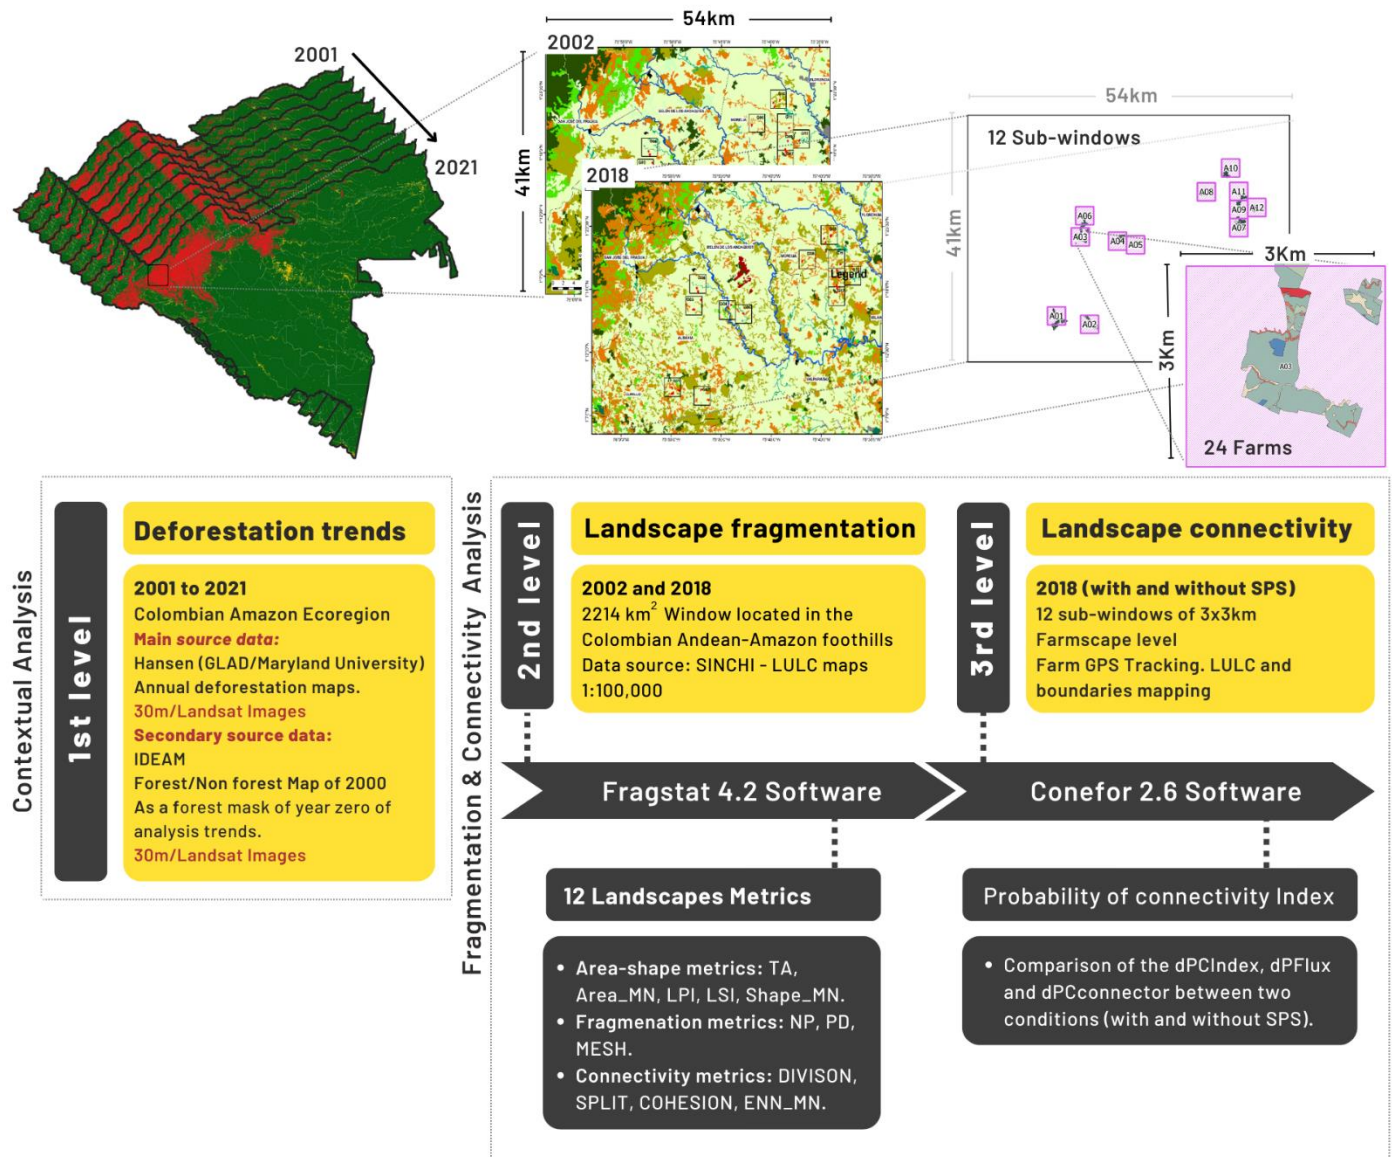 54km
2001
2021
2002
41km
2018
Legend
54km
12 Sub-windows
41km
A10
A08
A11
A09
A12
A07
A06
A03
A04
A05
A01
A02
3Km
3Km
A03
24 Farms
Contextual Analysis
1st level
Deforestation trends
2001 to 2021
Colombian Amazon Ecoregion
Main source data:
Hansen (GLAD/Maryland University)
Annual deforestation maps.
30m/Landsat Images
Secondary source data:
IDEAM
Forest/Non forest Map of 2000
As a forest mask of year zero of
analysis trends.
30m/Landsat Images
Fragmentation & Connectivity Analysis
2nd level
Landscape fragmentation
2002 and 2018
2214 km² Window located in the
Colombian Andean-Amazon foothills
Data source: SINCHI - LULC maps
1:100,000
3rd level
Landscape connectivity
2018 (with and without SPS)
12 sub-windows of 3x3km
Farmscape level
Farm GPS Tracking. LULC and
boundaries mapping
Fragstat 4.2 Software
Conefor 2.6 Software
12 Landscapes Metrics
• Area-shape metrics: TA,
Area_MN, LPI, LSI, Shape_MN.
• Fragmenation metrics: NP, PD,
MESH.
• Connectivity metrics: DIVISON,
SPLIT, COHESION, ENN_MN.
Probability of connectivity Index
• Comparison of the dPCIndex, dPFlux
and dPCconnector between two
conditions (with and without SPS).